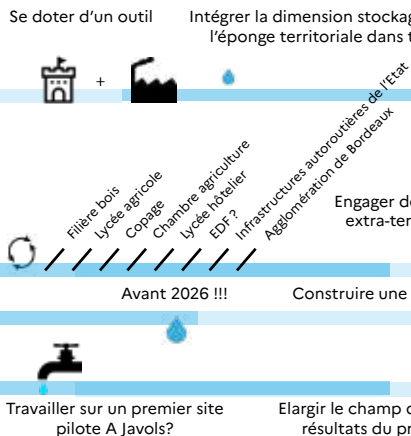 Se doter d'un outil
Intégrer la dimension stockag
l'éponge territoriale dans t
+
Filière bois
Lycée agricole
Copage
Chambre agriculture
Lycée hôtelier
EDF ?
Infrastructures autoroutières de l'Etat
Agglomération de Bordeaux
Engager de
extra-ter
Avant 2026 !!!
Construire une
Travailler sur un premier site
pilote A Javols?
Elargir le champ d
résultats du pr